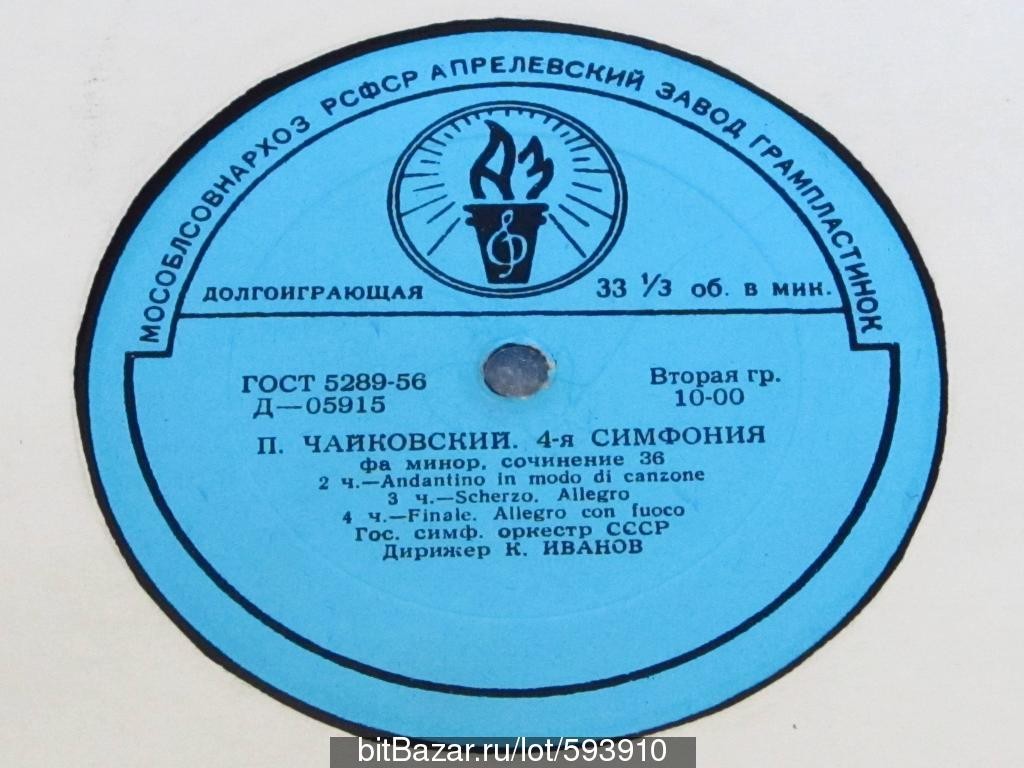 МОСОБЛСОВНАРХОЗ РСФСР АПРЕЛЕВСКИЙ ЗАВОД ГРАМПЛАСТИНОК
АЗ
ДОЛГОИГРАЮЩАЯ 33 1/3 об. в мин.
ГОСТ 5289-56 Вторая гр.
Д—05915 10-00
П. ЧАЙКОВСКИЙ. 4-я СИМФОНИЯ
фа минор, сочинение 36
2 ч.—Andantino in modo di canzone
3 ч.—Scherzo. Allegro
4 ч.—Finale. Allegro con fuoco
Гос. симф. оркестр СССР
Дирижер К. ИВАНОВ
bitBazar.ru/lot/593910